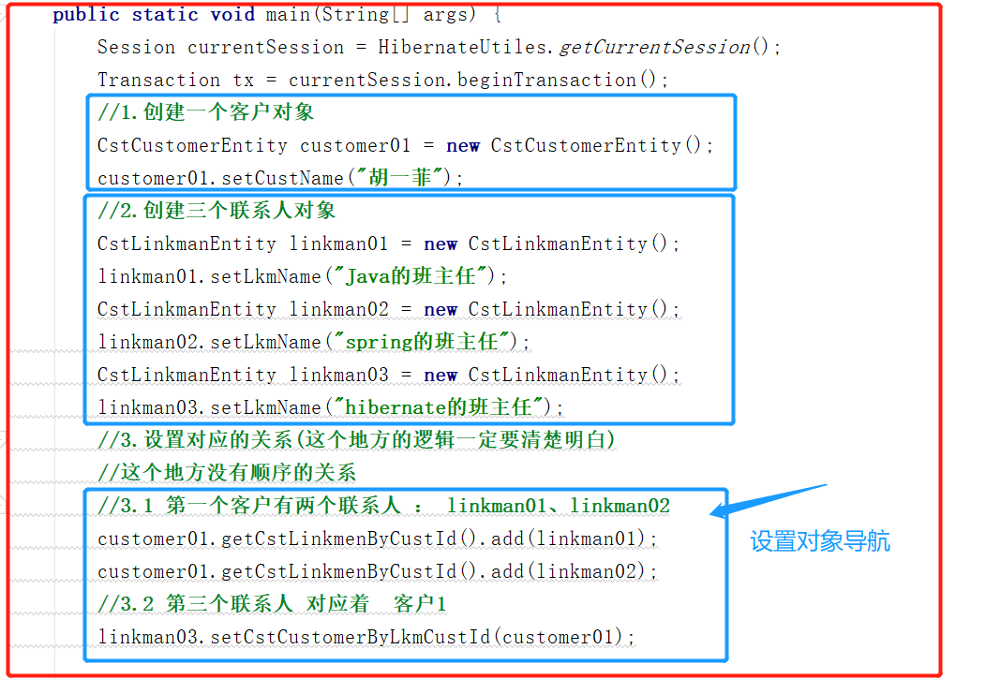 public static void main(String[] args) {
Session currentSession = HibernateUtiles.getCurrentSession();
Transaction tx = currentSession.beginTransaction();
//1.创建一个客户对象
CstCustomerEntity customer01 = new CstCustomerEntity();
customer01.setCustName("胡一菲");
//2.创建三个联系人对象
CstLinkmanEntity linkman01 = new CstLinkmanEntity();
linkman01.setLkmName("Java的班主任");
CstLinkmanEntity linkman02 = new CstLinkmanEntity();
linkman02.setLkmName("spring的班主任");
CstLinkmanEntity linkman03 = new CstLinkmanEntity();
linkman03.setLkmName("hibernate的班主任");
//3.设置对应的关系(这个地方的逻辑一定要清楚明白)
//这个地方没有顺序的关系
//3.1 第一个客户有两个联系人 : linkman01、linkman02
customer01.getCstLinkmenByCustId().add(linkman01);
customer01.getCstLinkmenByCustId().add(linkman02);
//3.2 第三个联系人 对应着 客户1
linkman03.setCstCustomerByLkmCustId(customer01);
设置对象导航